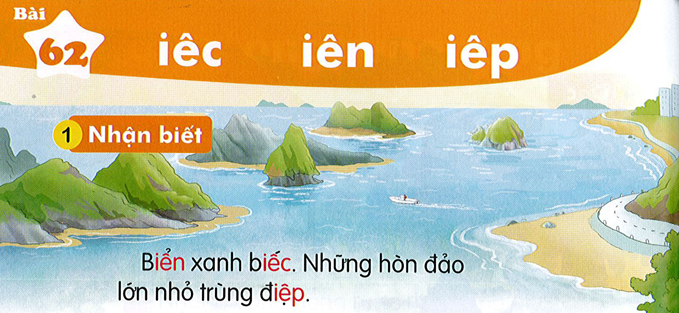 Bài
62
iêc iên iêp
1 Nhận biết
Biển xanh biếc. Những hòn đảo
lớn nhỏ trùng điệp.